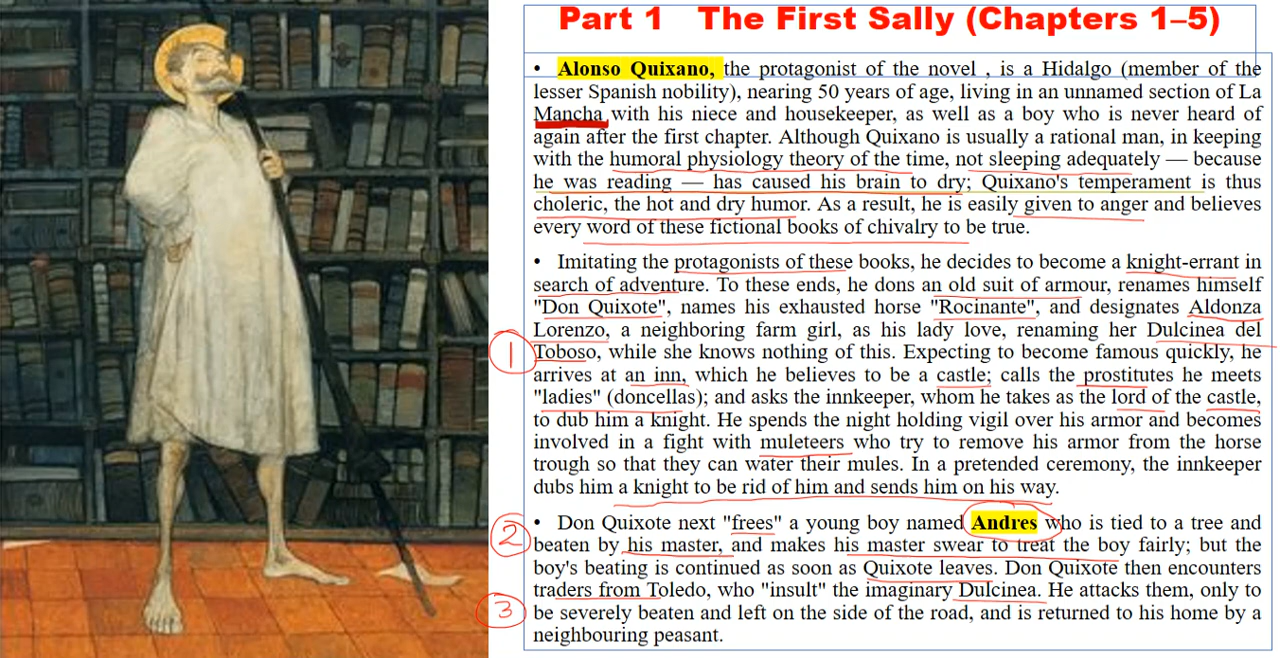 Part 1 The First Sally (Chapters 1–5)
• Alonso Quixano, the protagonist of the novel , is a Hidalgo (member of the
lesser Spanish nobility), nearing 50 years of age, living in an unnamed section of La
Mancha with his niece and housekeeper, as well as a boy who is never heard of
again after the first chapter. Although Quixano is usually a rational man, in keeping
with the humoral physiology theory of the time, not sleeping adequately — because
he was reading — has caused his brain to dry; Quixano's temperament is thus
choleric, the hot and dry humor. As a result, he is easily given to anger and believes
every word of these fictional books of chivalry to be true.
• Imitating the protagonists of these books, he decides to become a knight-errant in
search of adventure. To these ends, he dons an old suit of armour, renames himself
"Don Quixote", names his exhausted horse "Rocinante", and designates Aldonza
Lorenzo, a neighboring farm girl, as his lady love, renaming her Dulcinea del
1 Toboso, while she knows nothing of this. Expecting to become famous quickly, he
arrives at an inn, which he believes to be a castle; calls the prostitutes he meets
"ladies" (doncellas); and asks the innkeeper, whom he takes as the lord of the castle,
to dub him a knight. He spends the night holding vigil over his armor and becomes
involved in a fight with muleteers who try to remove his armor from the horse
trough so that they can water their mules. In a pretended ceremony, the innkeeper
dubs him a knight to be rid of him and sends him on his way.
2 • Don Quixote next "frees" a young boy named Andres who is tied to a tree and
beaten by his master, and makes his master swear to treat the boy fairly; but the
boy's beating is continued as soon as Quixote leaves. Don Quixote then encounters
traders from Toledo, who "insult" the imaginary Dulcinea. He attacks them, only to
3 be severely beaten and left on the side of the road, and is returned to his home by a
neighbouring peasant.